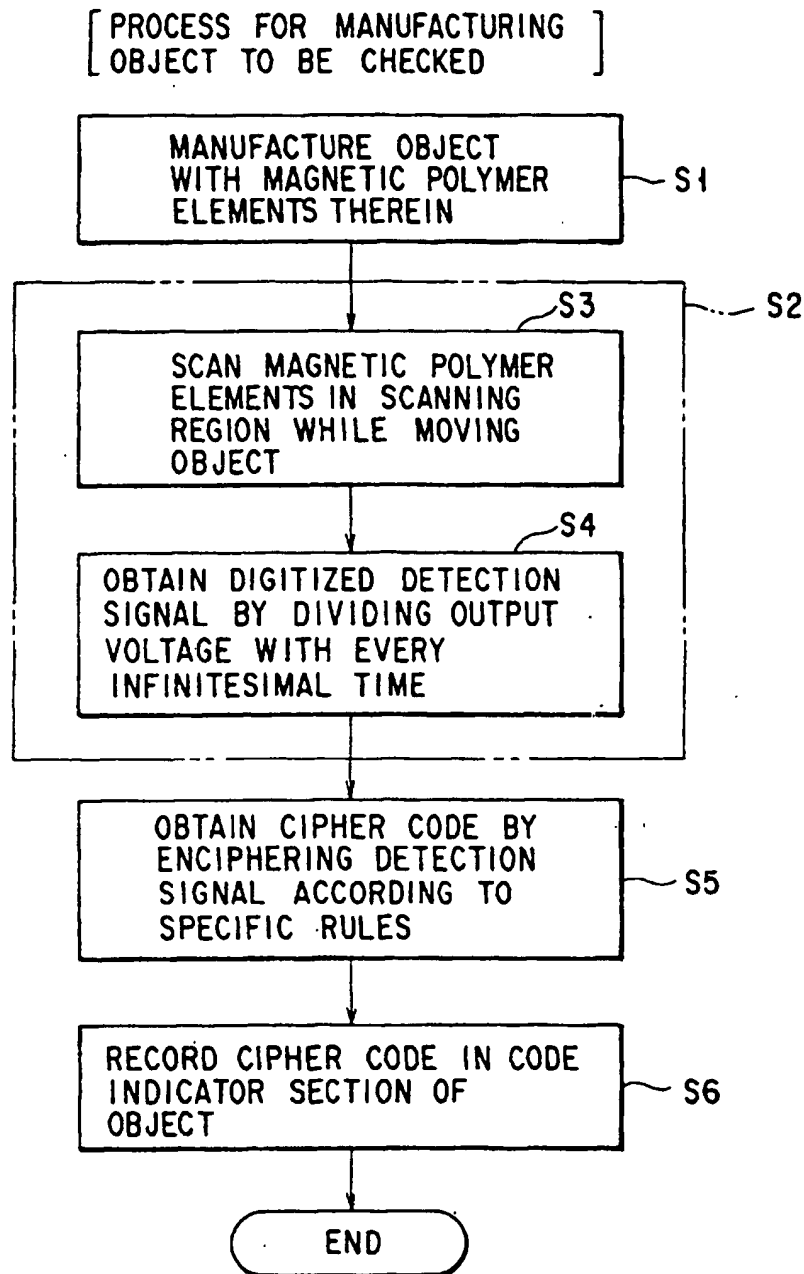 PROCESS FOR MANUFACTURING
OBJECT TO BE CHECKED
MANUFACTURE OBJECT
WITH MAGNETIC POLYMER
ELEMENTS THEREIN
S1
S2
S3
SCAN MAGNETIC POLYMER
ELEMENTS IN SCANNING
REGION WHILE MOVING
OBJECT
S4
OBTAIN DIGITIZED DETECTION
SIGNAL BY DIVIDING OUTPUT
VOLTAGE WITH EVERY
INFINITESIMAL TIME
OBTAIN CIPHER CODE BY
ENCIPHERING DETECTION
SIGNAL ACCORDING TO
SPECIFIC RULES
S5
RECORD CIPHER CODE IN CODE
INDICATOR SECTION OF
OBJECT
S6
END